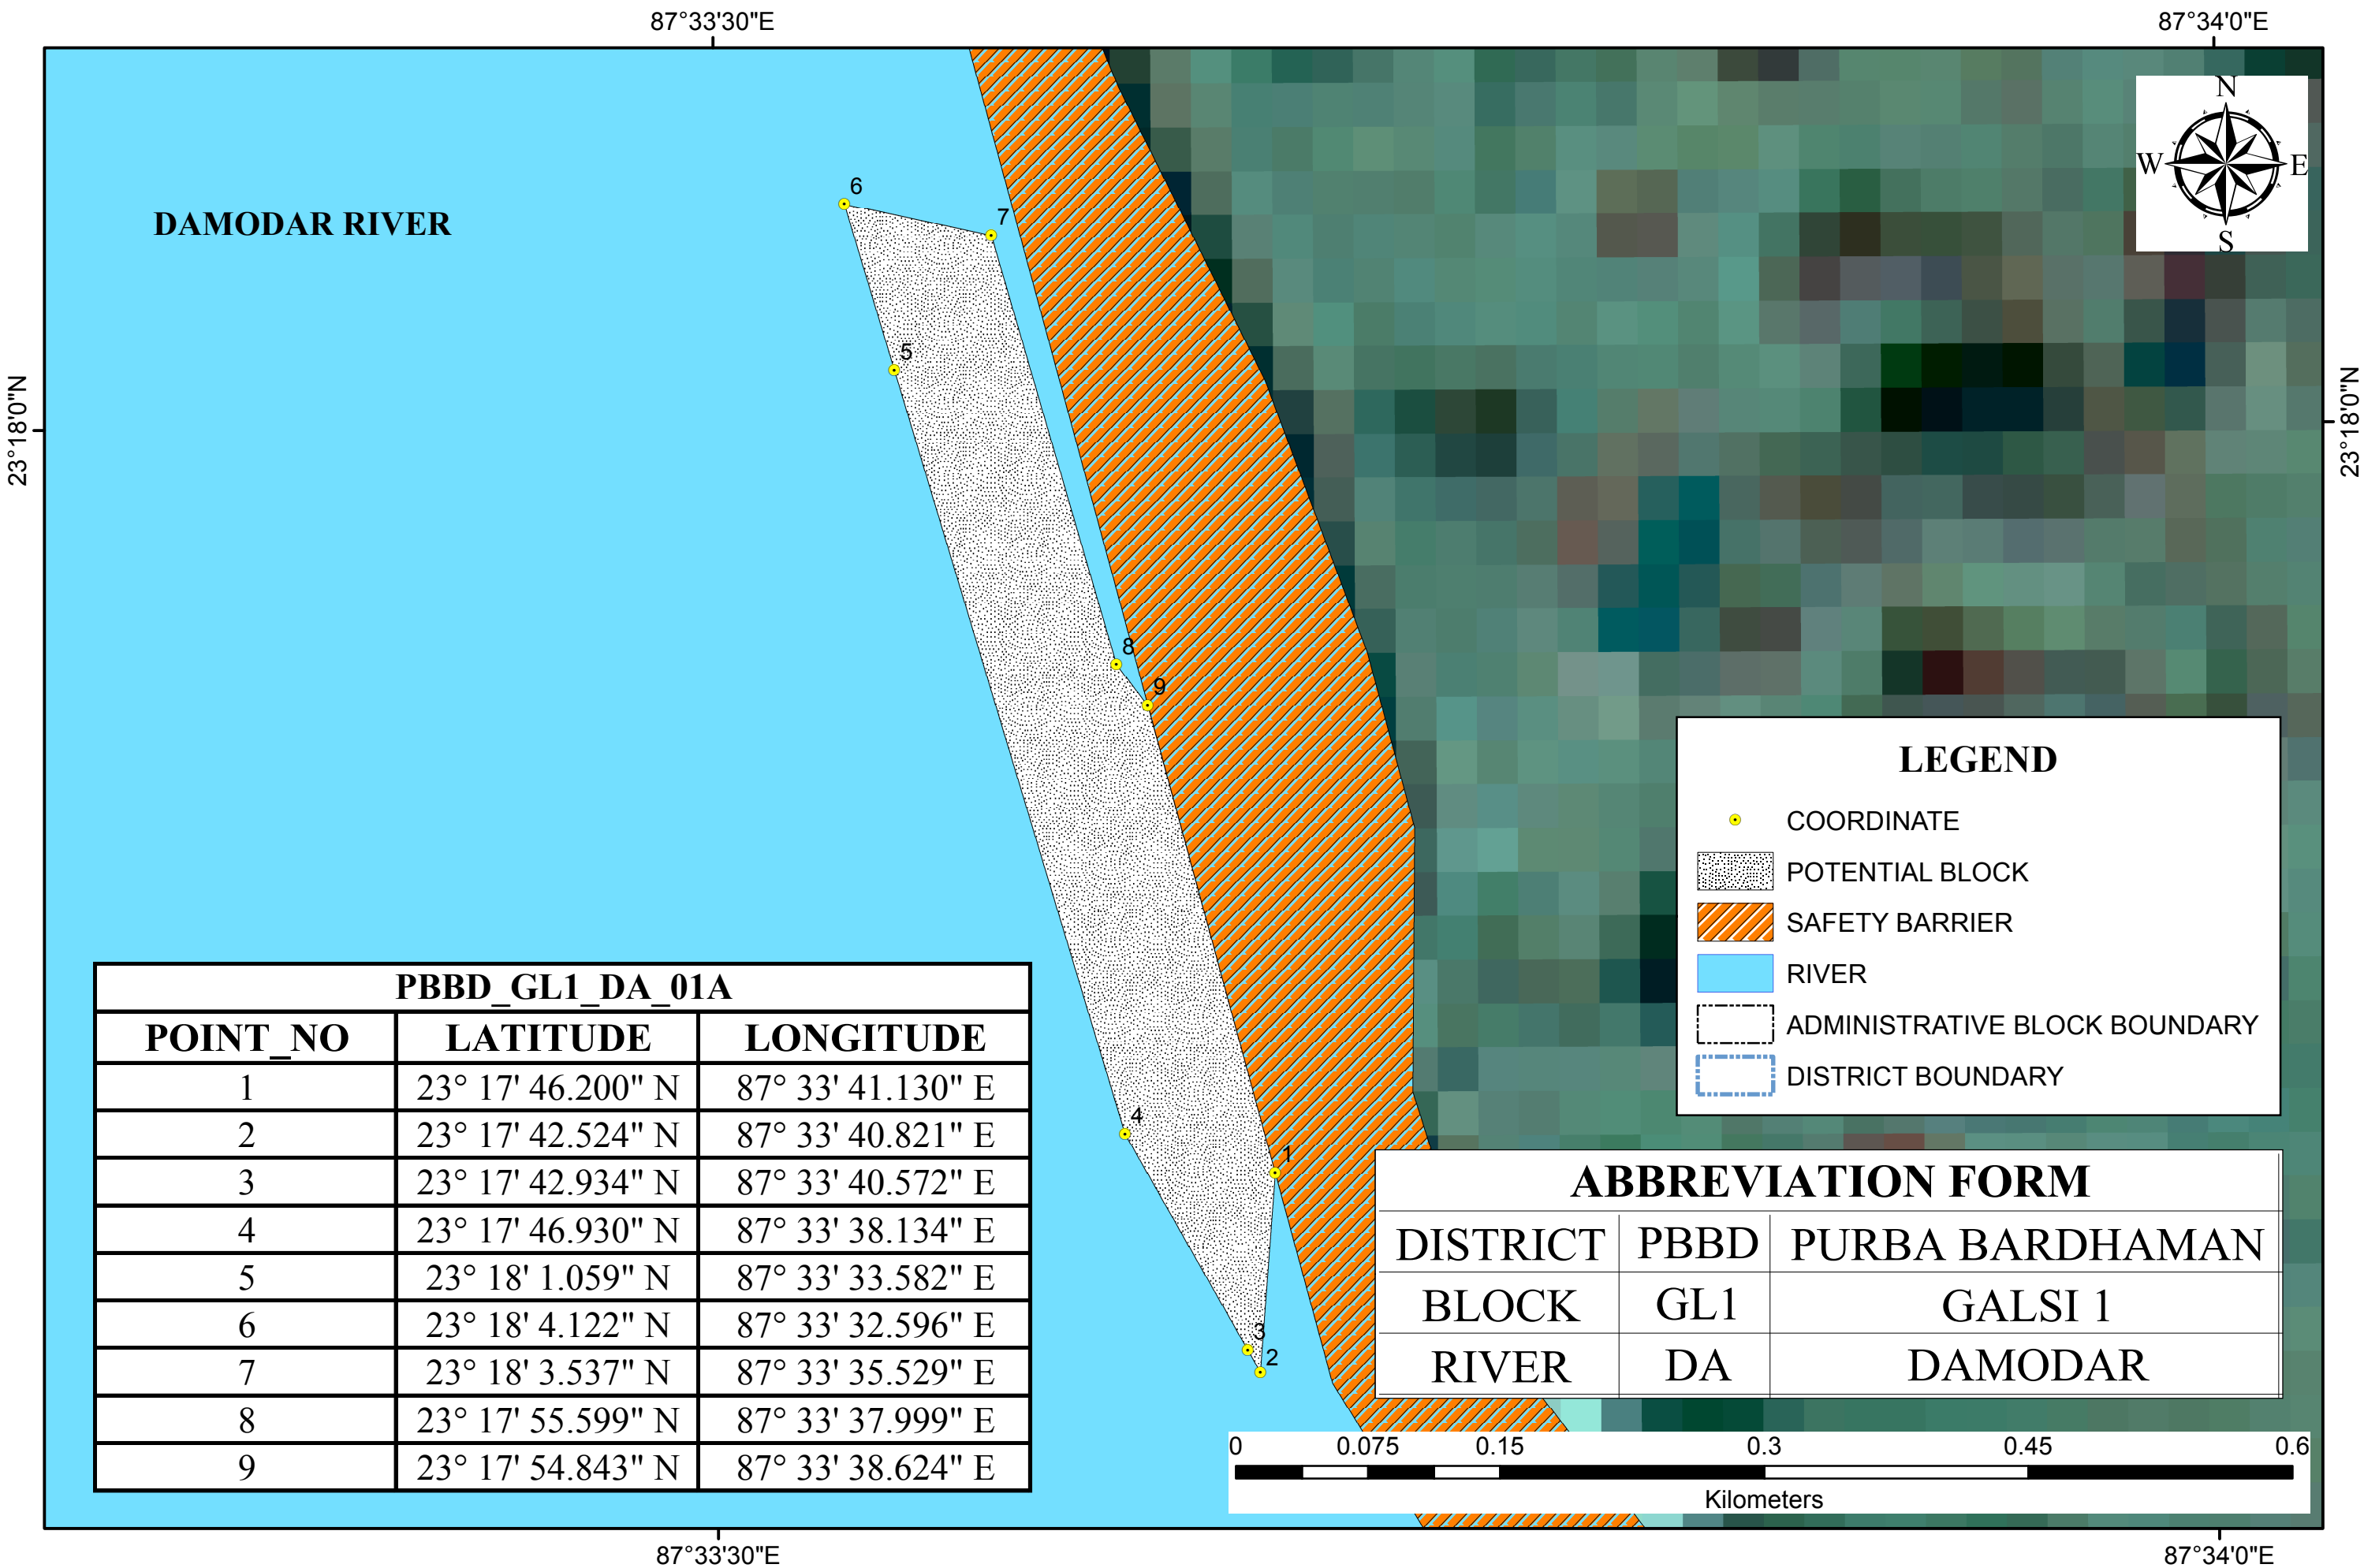 87°33'30"E 87°34'0"E
N
W E
S
DAMODAR RIVER
6
7
5
23°18'0"N 23°18'0"N
8
9
4
1
3
2
LEGEND
COORDINATE
POTENTIAL BLOCK
SAFETY BARRIER
RIVER
ADMINISTRATIVE BLOCK BOUNDARY
DISTRICT BOUNDARY
PBBD_GL1_DA_01A
POINT_NO LATITUDE LONGITUDE
1 23° 17' 46.200" N 87° 33' 41.130" E
2 23° 17' 42.524" N 87° 33' 40.821" E
3 23° 17' 42.934" N 87° 33' 40.572" E
4 23° 17' 46.930" N 87° 33' 38.134" E
5 23° 18' 1.059" N 87° 33' 33.582" E
6 23° 18' 4.122" N 87° 33' 32.596" E
7 23° 18' 3.537" N 87° 33' 35.529" E
8 23° 17' 55.599" N 87° 33' 37.999" E
9 23° 17' 54.843" N 87° 33' 38.624" E
ABBREVIATION FORM
DISTRICT PBBD PURBA BARDHAMAN
BLOCK GL1 GALSI 1
RIVER DA DAMODAR
0 0.075 0.15 0.3 0.45 0.6
Kilometers
87°33'30"E 87°34'0"E